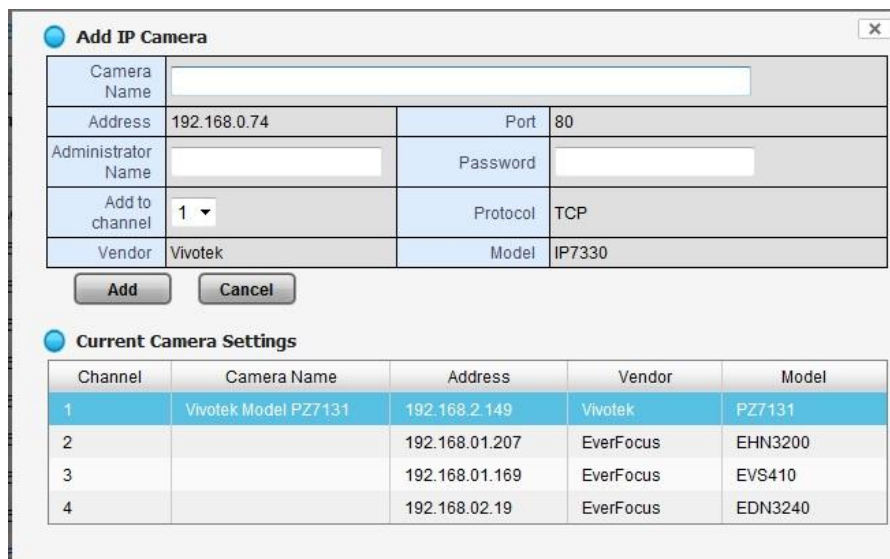 Add IP Camera
Camera Name
Address 192.168.0.74 Port 80
Administrator Name Password
Add to channel 1 Protocol TCP
Vendor Vivotek Model IP7330
Add Cancel
Current Camera Settings
Channel Camera Name Address Vendor Model
1 Vivotek Model PZ7131 192.168.2.149 Vivotek PZ7131
2 192.168.01.207 EverFocus EHN3200
3 192.168.01.169 EverFocus EVS410
4 192.168.02.19 EverFocus EDN3240